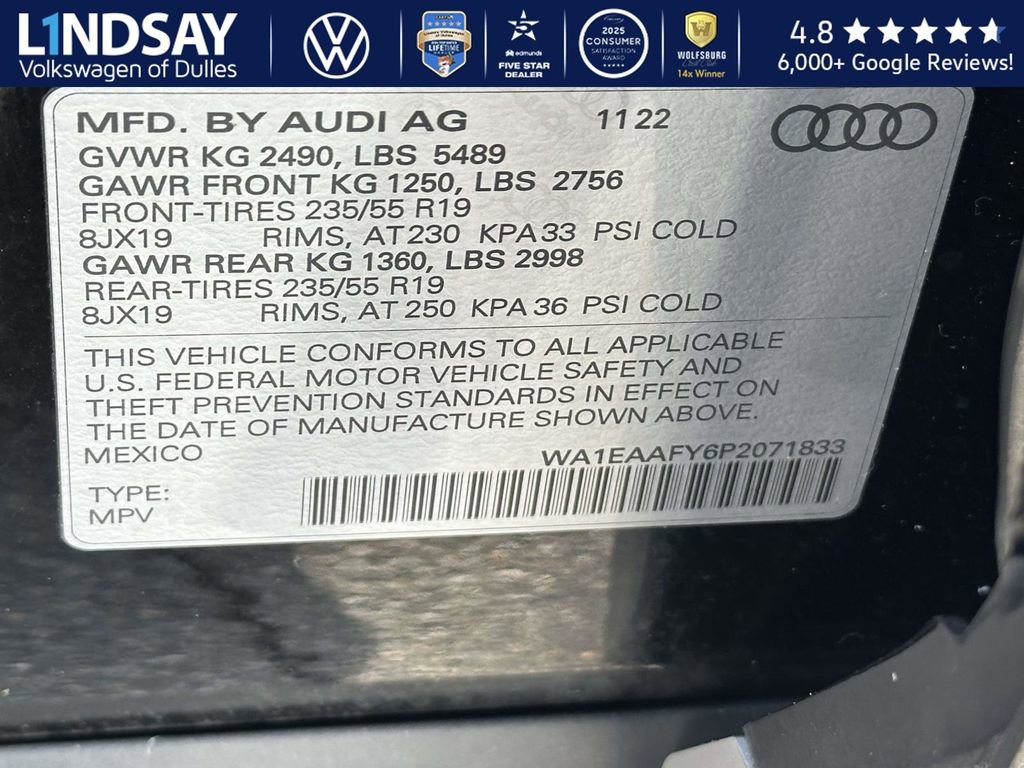 L1NDSAY
Volkswagen of Dulles
LIFETIME
edmunds
FIVE STAR
DEALER
2025
CONSUMER
SATISFACTION
AWARD
WOLFSBURG
14x Winner
4.8
6,000+ Google Reviews!
MFD. BY AUDI AG 11 22
GVWR KG 2490, LBS 5489
GAWR FRONT KG 1250, LBS 2756
FRONT-TIRES 235/55 R19
8JX19 RIMS, AT 230 KPA 33 PSI COLD
GAWR REAR KG 1360, LBS 2998
REAR-TIRES 235/55 R19
8JX19 RIMS, AT 250 KPA 36 PSI COLD
THIS VEHICLE CONFORMS TO ALL APPLICABLE
U.S. FEDERAL MOTOR VEHICLE SAFETY AND
THEFT PREVENTION STANDARDS IN EFFECT ON
THE DATE OF MANUFACTURE SHOWN ABOVE.
MEXICO WA1EAAFY6P2071833
TYPE:
MPV